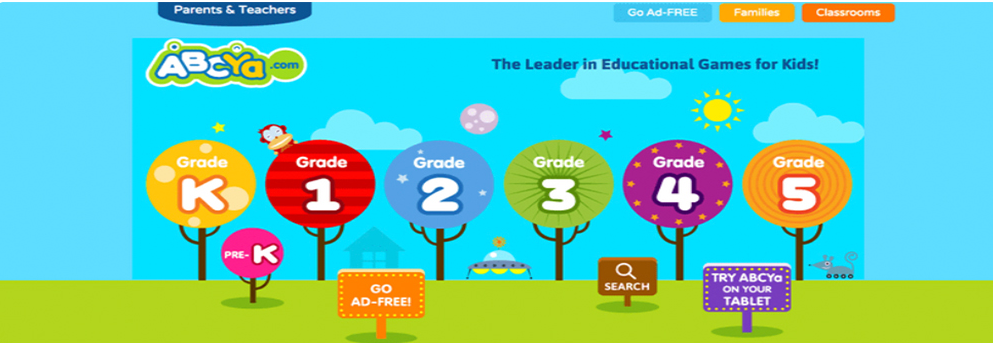 Parents & Teachers
Go Ad-FREE
Families
Classrooms
ABCYa.com
The Leader in Educational Games for Kids!
Grade
K
Grade
1
Grade
2
Grade
3
Grade
4
Grade
5
PRE-K
GO
AD-FREE!
SEARCH
TRY ABCYa
ON YOUR
TABLET